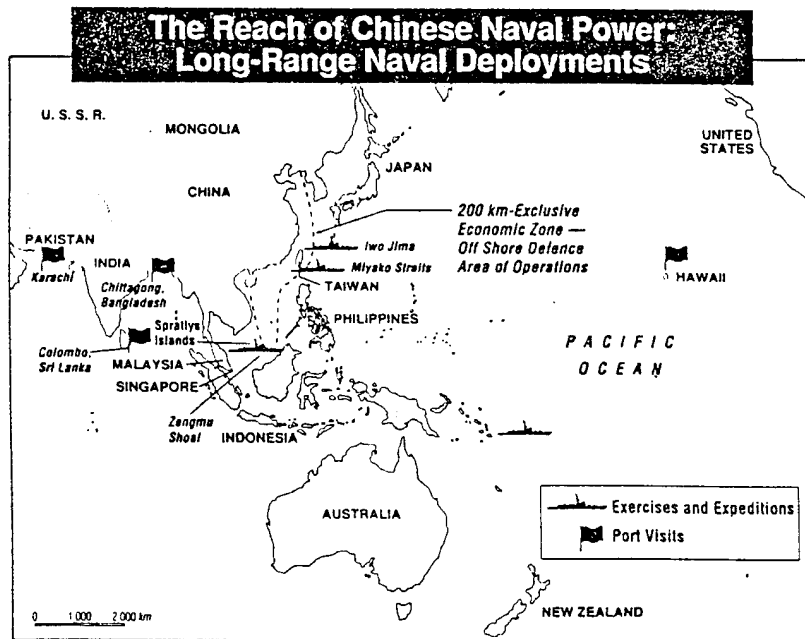 The Reach of Chinese Naval Power:
Long-Range Naval Deployments
U. S. S. R.
MONGOLIA
UNITED
STATES
JAPAN
CHINA
200 km-Exclusive
Economic Zone —
Off Shore Defence
Area of Operations
PAKISTAN
Karachi
INDIA
Iwo Jima
Miyako Straits
HAWAII
Chittagong,
Bangladesh
TAIWAN
PHILIPPINES
Spratlys
Islands
Colombo,
Sri Lanka
MALAYSIA
SINGAPORE
PACIFIC
OCEAN
Zengmu
Shoal
INDONESIA
AUSTRALIA
Exercises and Expeditions
Port Visits
NEW ZEALAND
0 1 000 2 000 km